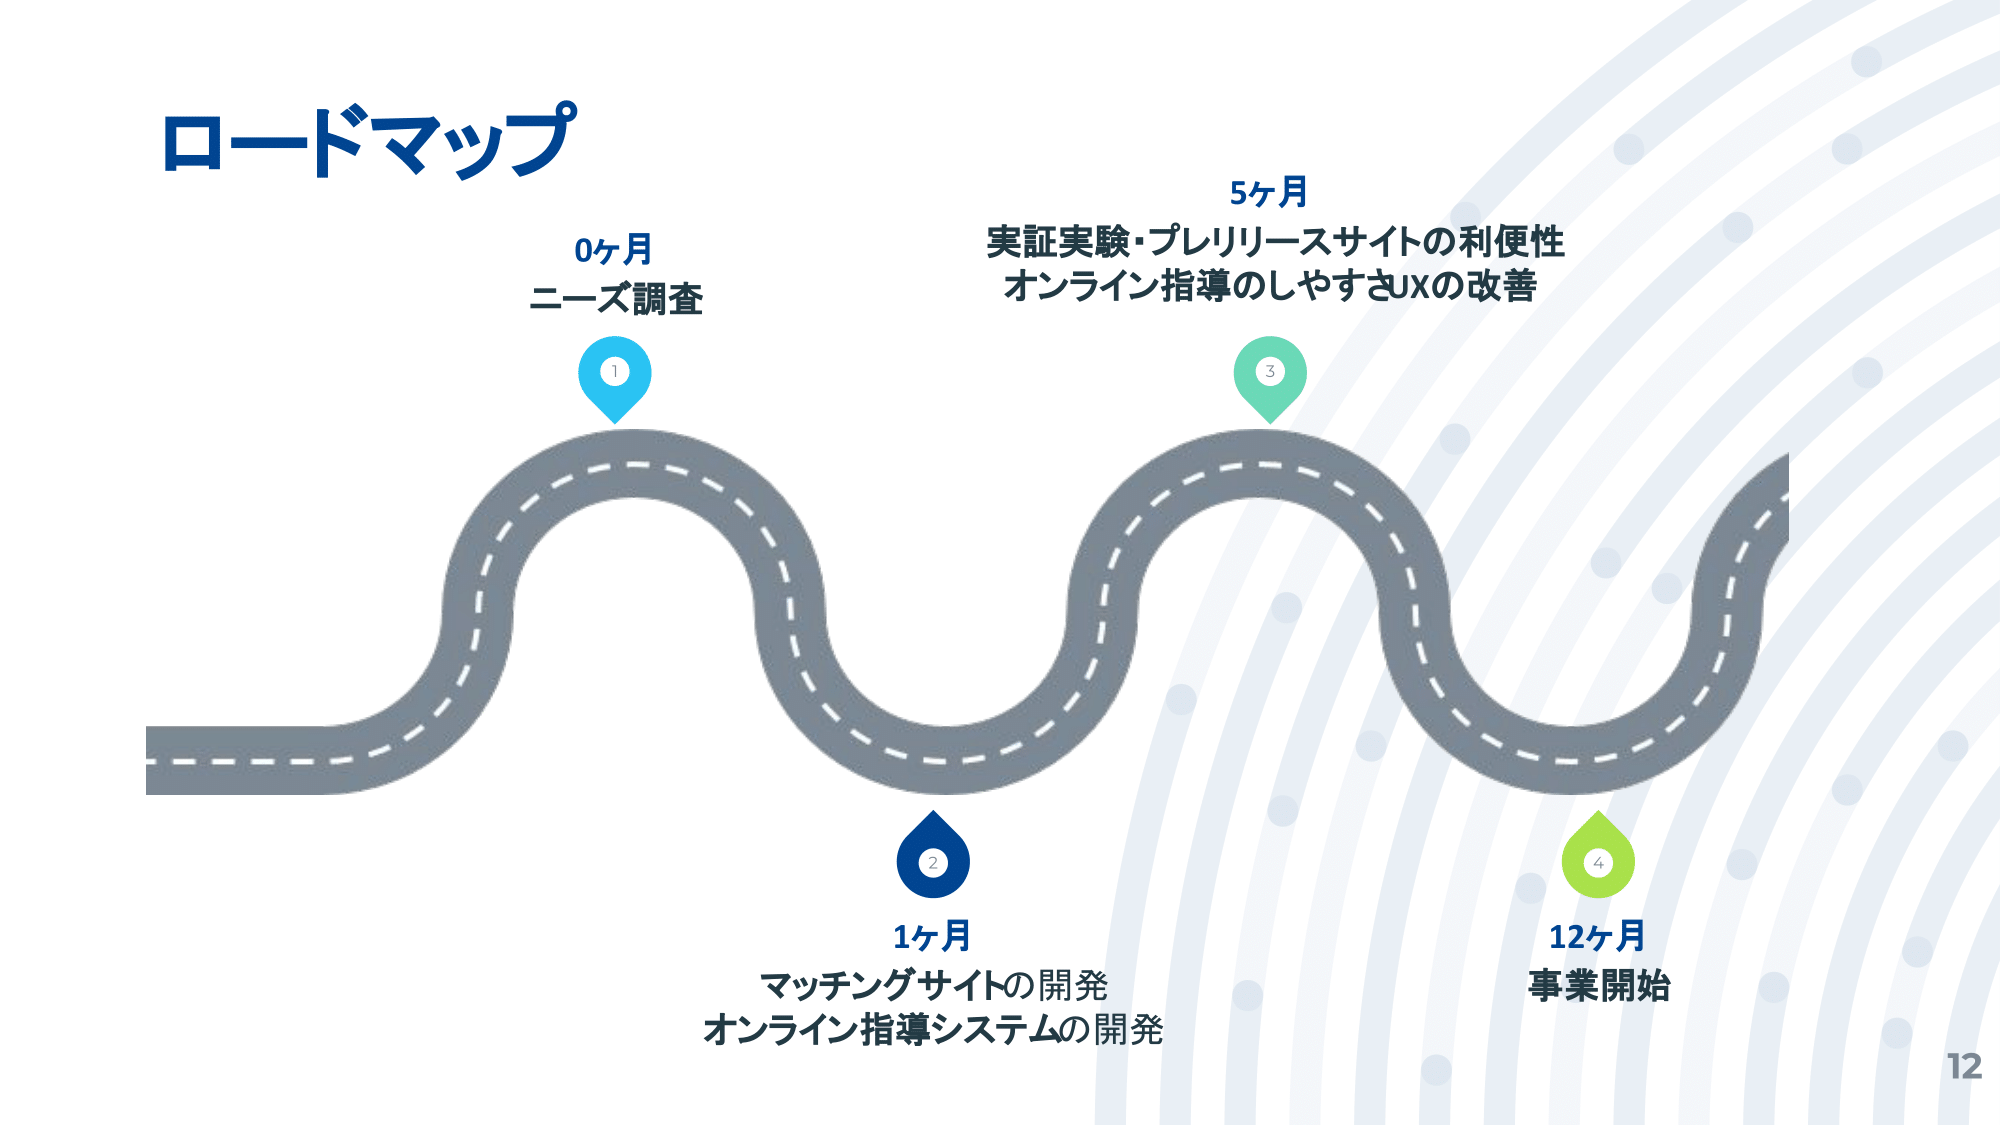 ロードマップ
0ヶ月
ニーズ調査
1
5ヶ月
実証実験・プレリリースサイトの利便性
オンライン指導のしやすさUXの改善
3
2
1ヶ月
マッチングサイトの開発
オンライン指導システムの開発
4
12ヶ月
事業開始
12